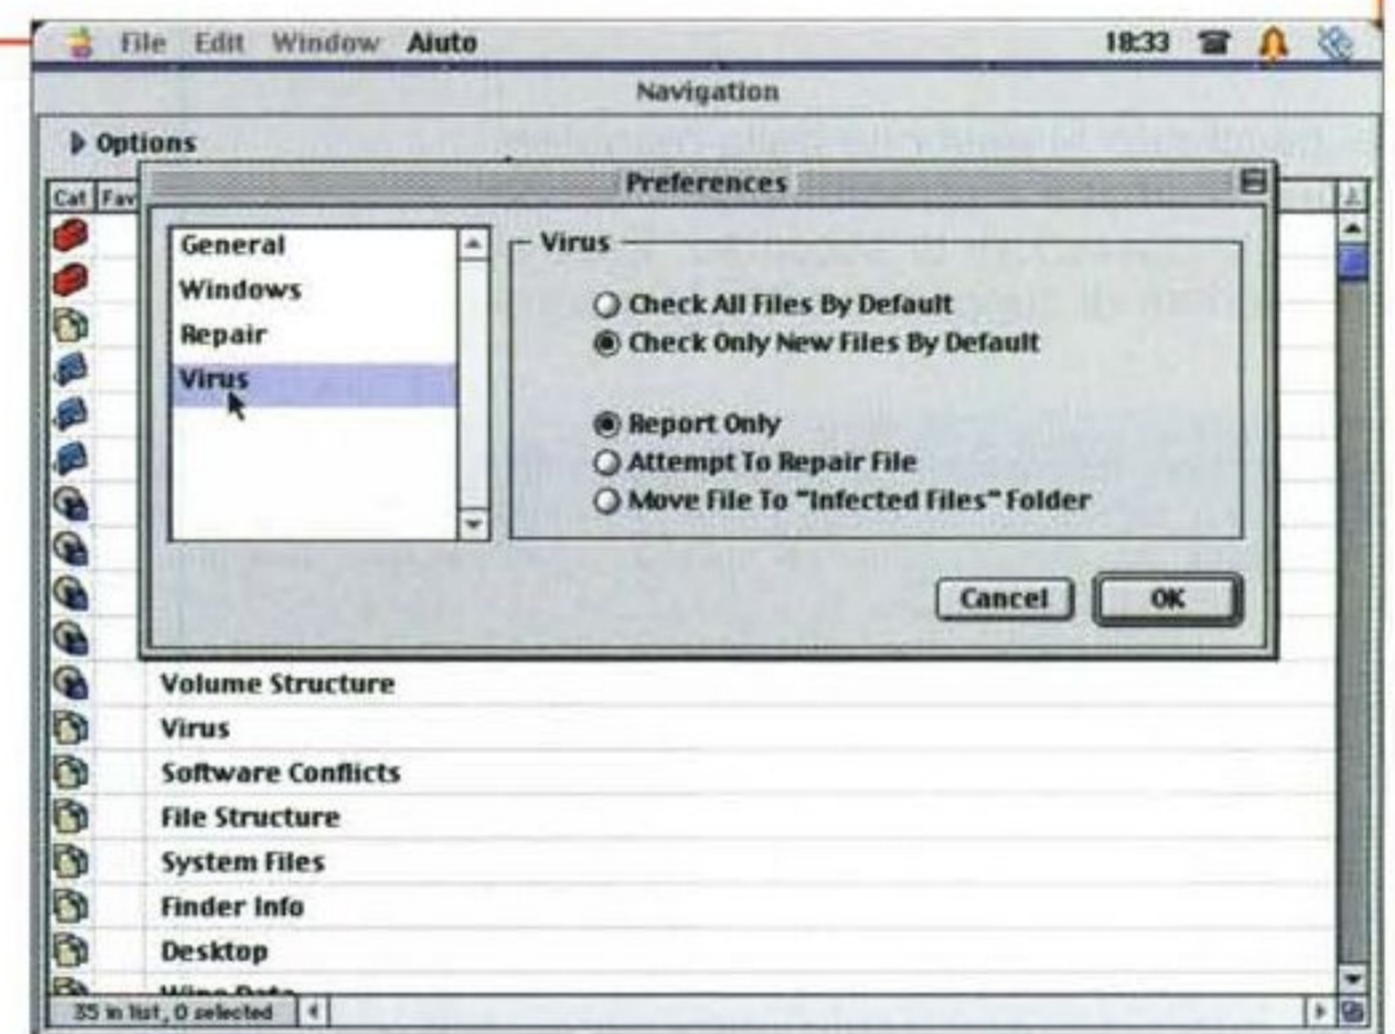 File Edit Window Aiuto 18:33
Navigation
Options
Cat Fav
Preferences
General
Windows
Repair
Virus
Virus
Check All Files By Default
Check Only New Files By Default
Report Only
Attempt To Repair File
Move File To "Infected Files" Folder
Cancel OK
Volume Structure
Virus
Software Conflicts
File Structure
System Files
Finder Info
Desktop
Wipe Data
35 in list, 0 selected